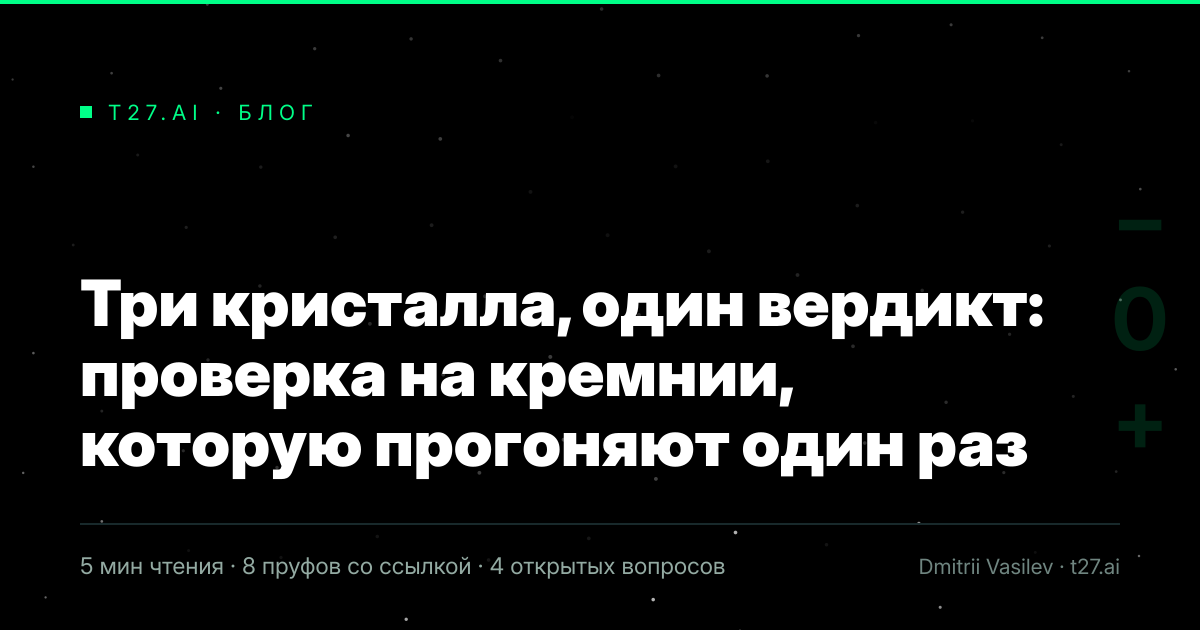 T27.AI · БЛОГ
Три кристалла, один вердикт:
проверка на кремнии,
которую прогоняют один раз
5 мин чтения · 8 пруфов со ссылкой · 4 открытых вопросов
Dmitrii Vasilev · t27.ai
−
0
+